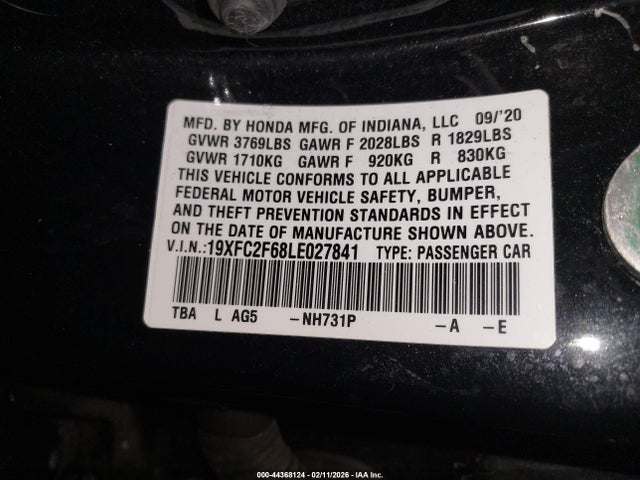 MFD. BY HONDA MFG. OF INDIANA, LLC 09/'20
GVWR 3769LBS GAWR F 2028LBS R 1829LBS
GVWR 1710KG GAWR F 920KG R 830KG
THIS VEHICLE CONFORMS TO ALL APPLICABLE
FEDERAL MOTOR VEHICLE SAFETY, BUMPER,
AND THEFT PREVENTION STANDARDS IN EFFECT
ON THE DATE OF MANUFACTURE SHOWN ABOVE.
V.I.N.:19XFC2F68LE027841 TYPE: PASSENGER CAR
TBA L AG5 -NH731P -A -E
000-44368124 - 02/11/2026 - IAA Inc.